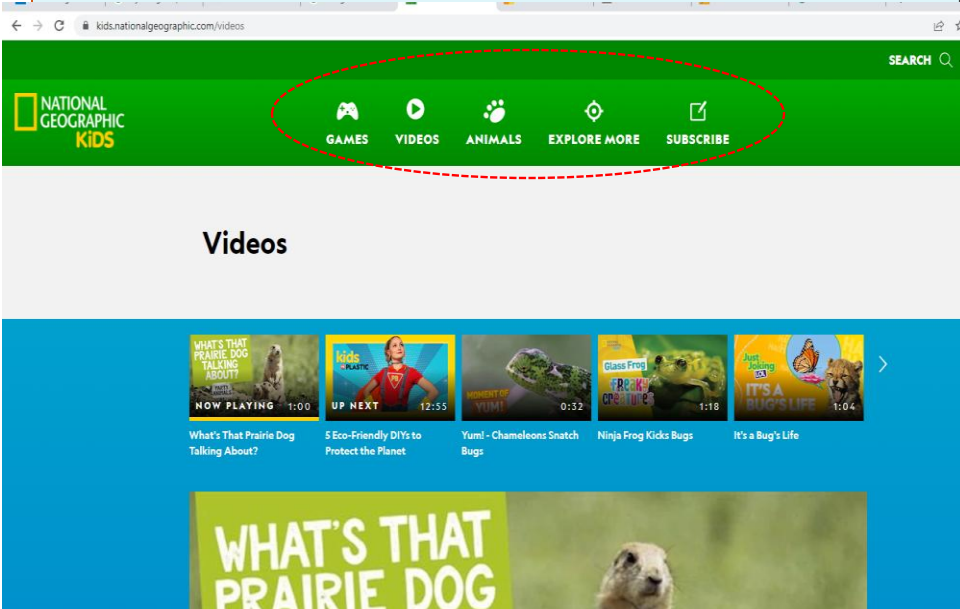 kids.nationalgeographic.com/videos
SEARCH
NATIONAL
GEOGRAPHIC
KiDS
GAMES
VIDEOS
ANIMALS
EXPLORE MORE
SUBSCRIBE
Videos
WHAT'S THAT
PRAIRIE DOG
TALKING
ABOUT?
NOW PLAYING 1:00
kids
PLASTIC
UP NEXT 12:55
MOMENT OF
YUM!
0:32
Glass Frog
FREAKY
CREATURE
1:18
Just
Joking
LOL
IT'S A
BUG'S LIFE
1:04
What's That Prairie Dog
Talking About?
5 Eco-Friendly DIYs to
Protect the Planet
Yum! - Chameleons Snatch
Bugs
Ninja Frog Kicks Bugs
It's a Bug's Life
WHAT'S THAT
PRAIRIE DOG